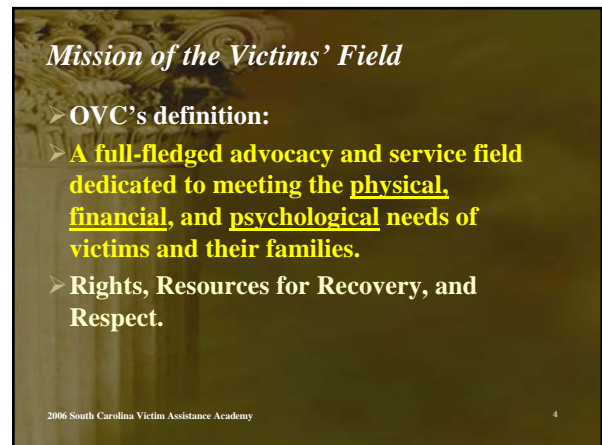 Mission of the Victims’ Field
➢OVC’s definition:
➢A full-fledged advocacy and service field
dedicated to meeting the physical,
financial, and psychological needs of
victims and their families.
➢Rights, Resources for Recovery, and
Respect.
2006 South Carolina Victim Assistance Academy 4